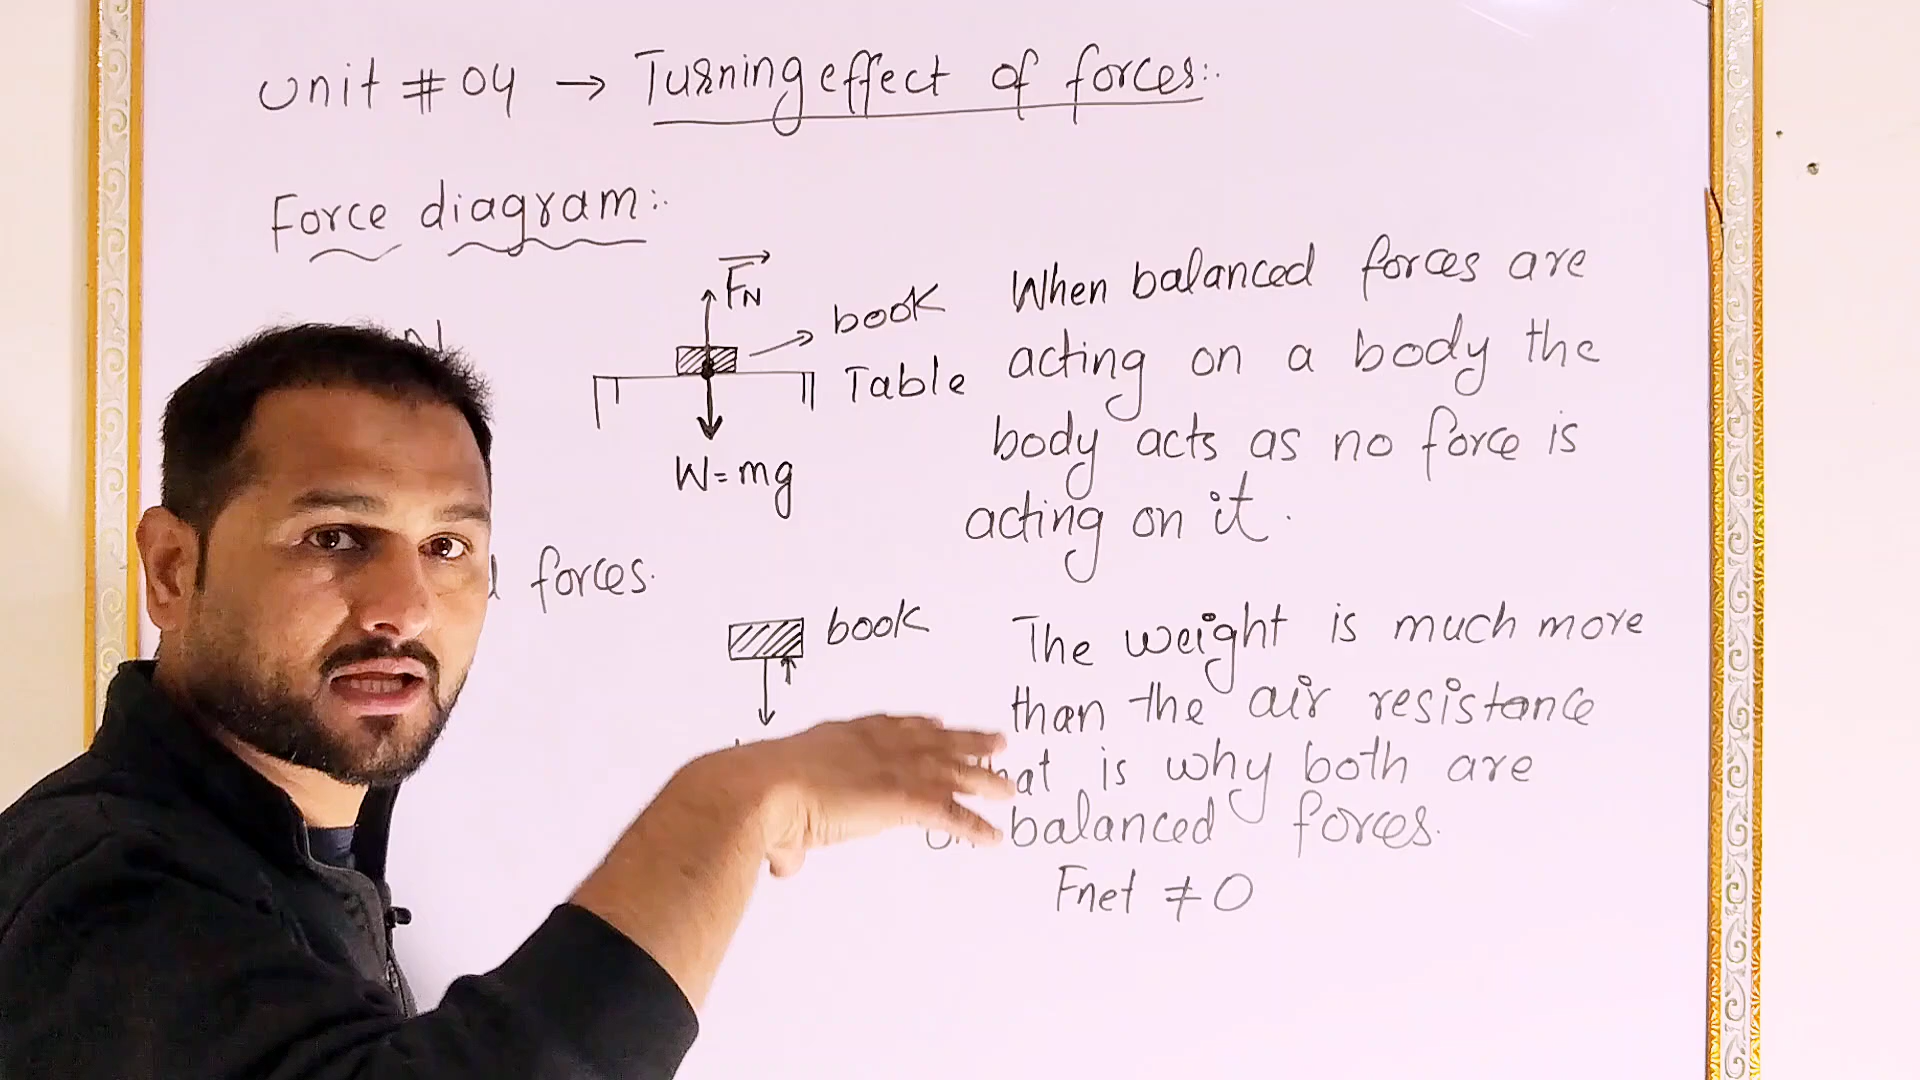 Unit # 04 → Turning effect of forces:.
Force diagram:.
FN
book
Table
W = mg
When balanced forces are
acting on a body the
body acts as no force is
acting on it.
forces.
book
The weight is much more
than the air resistance
is why both are
balanced forces.
Fnet ≠ 0